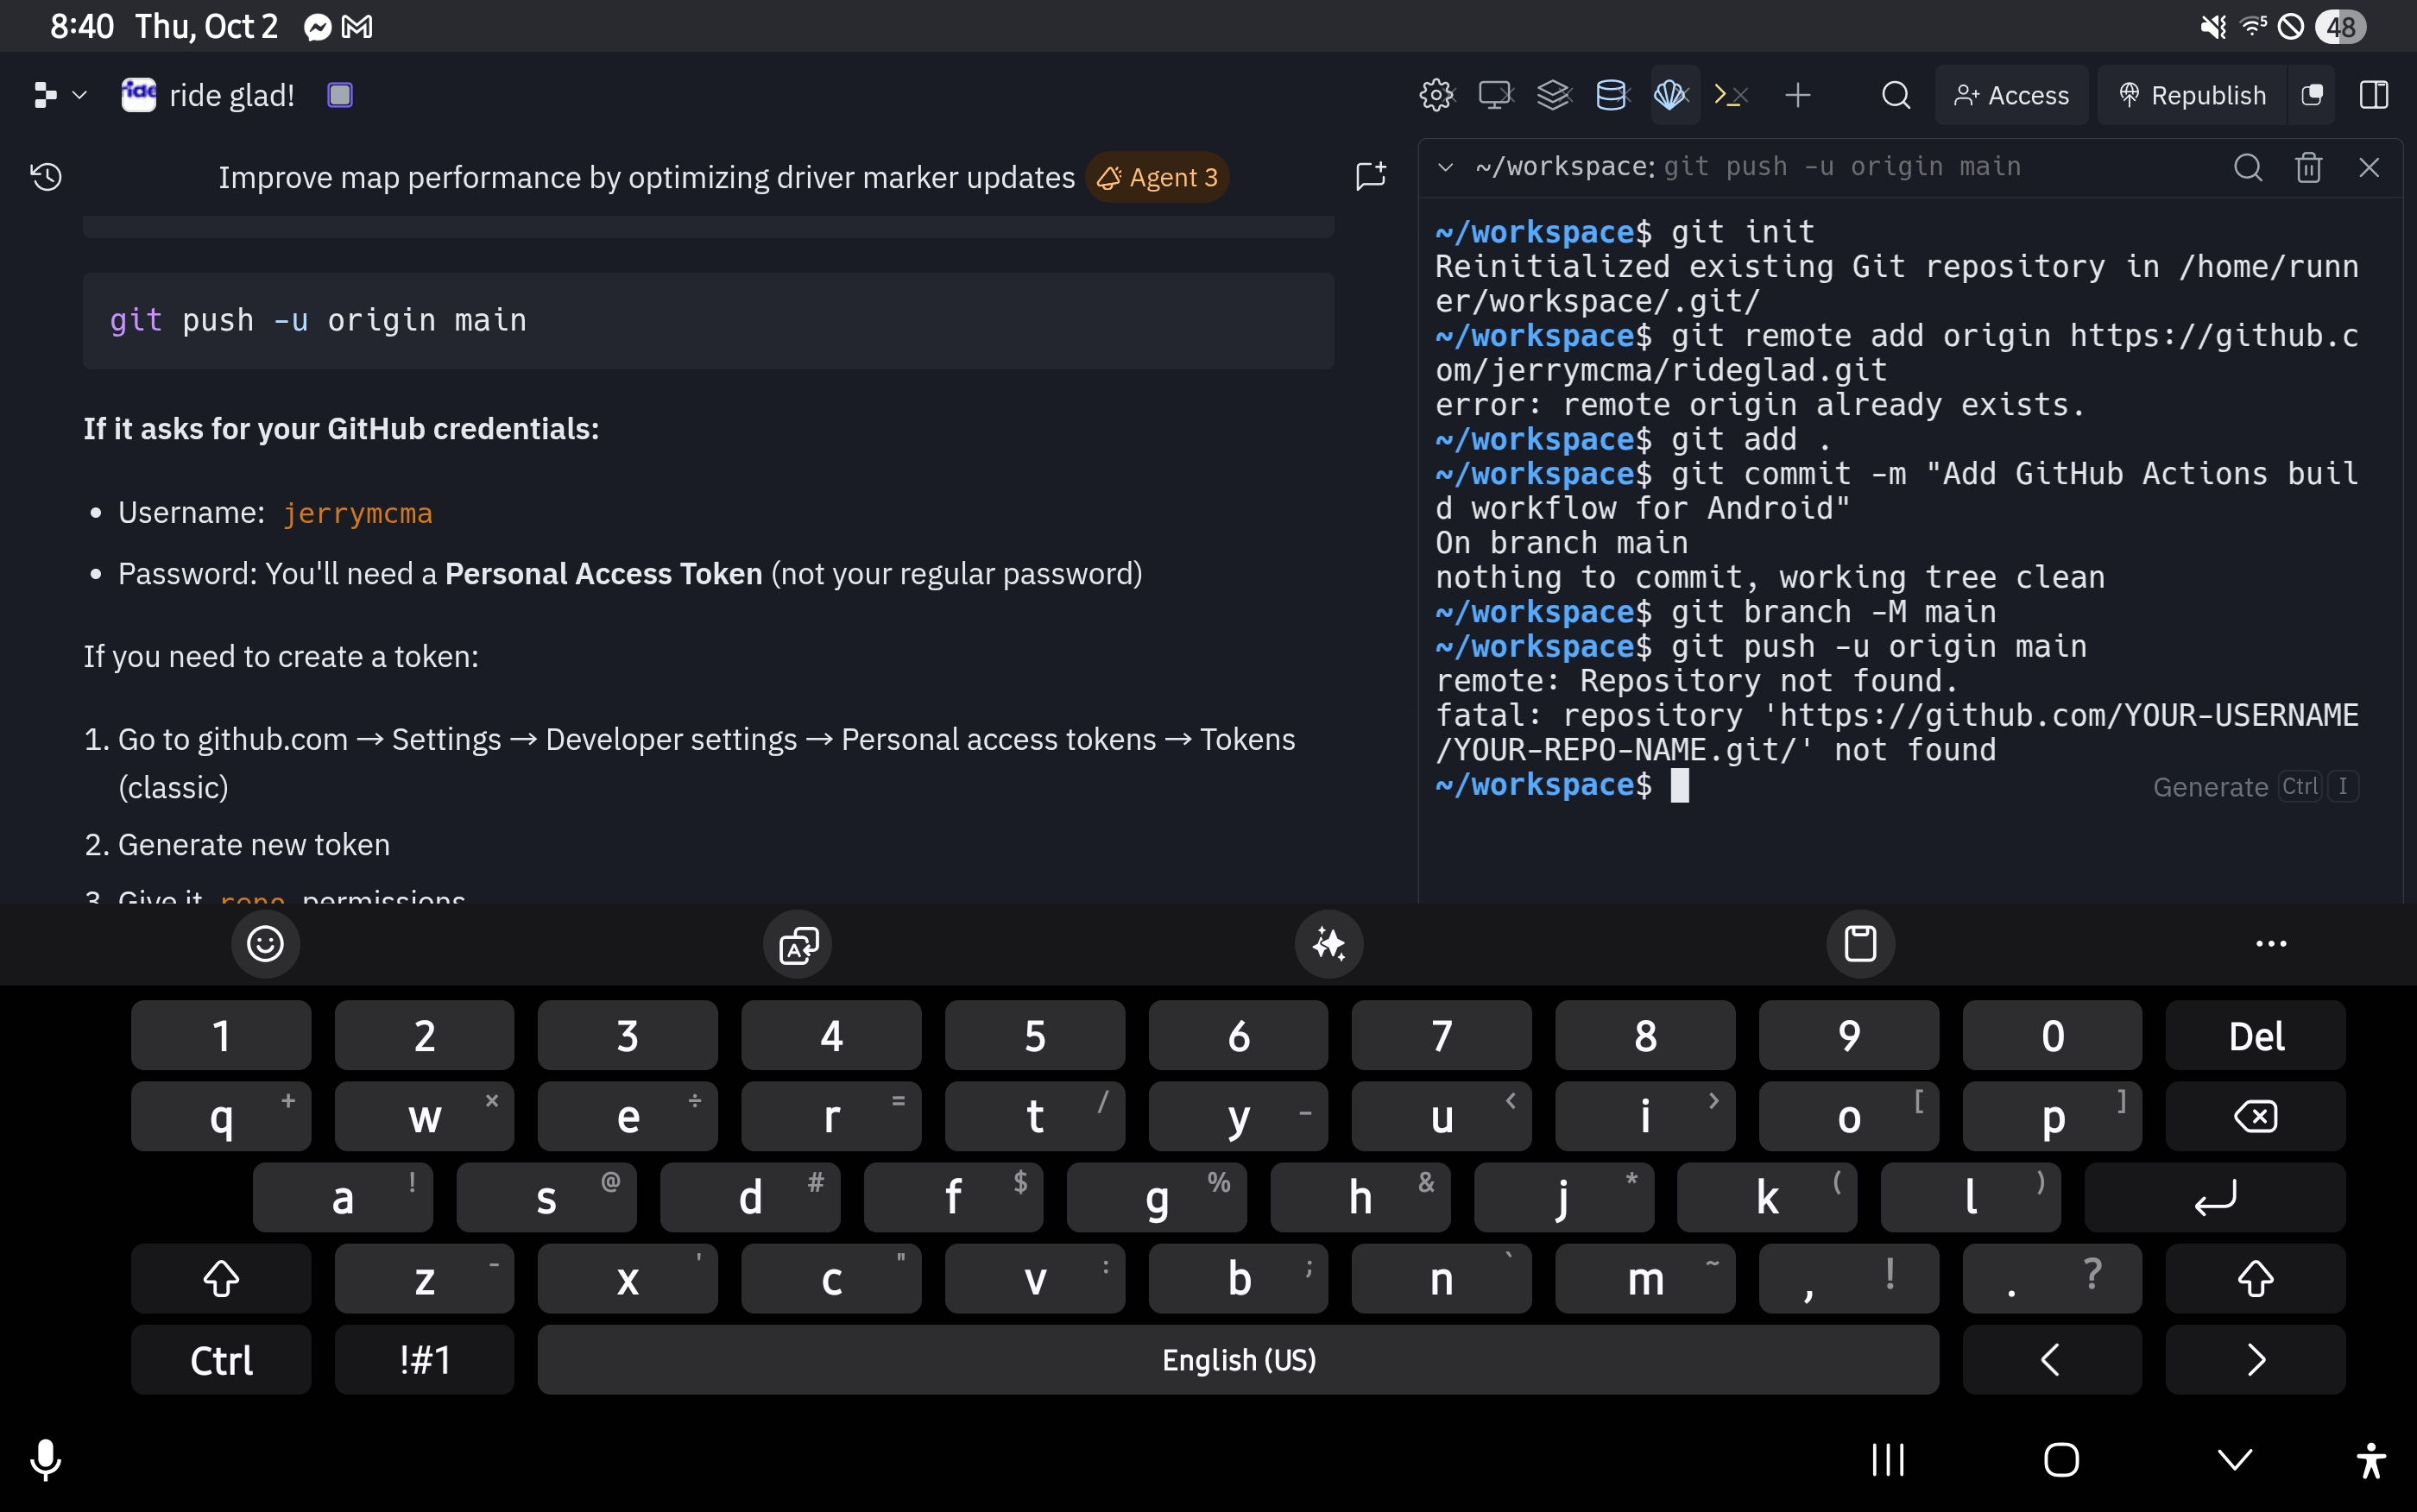 8:40 Thu, Oct 2
48
ride glad!
Access
Republish
Improve map performance by optimizing driver marker updates Agent 3
git push -u origin main
If it asks for your GitHub credentials:
• Username: jerrymcma
• Password: You'll need a Personal Access Token (not your regular password)
If you need to create a token:
1. Go to github.com → Settings → Developer settings → Personal access tokens → Tokens
(classic)
2. Generate new token
3. Give it repo permissions
~/workspace: git push -u origin main
~/workspace$ git init
Reinitialized existing Git repository in /home/runn
er/workspace/.git/
~/workspace$ git remote add origin https://github.c
om/jerrymcma/rideglad.git
error: remote origin already exists.
~/workspace$ git add .
~/workspace$ git commit -m "Add GitHub Actions buil
d workflow for Android"
On branch main
nothing to commit, working tree clean
~/workspace$ git branch -M main
~/workspace$ git push -u origin main
remote: Repository not found.
fatal: repository 'https://github.com/YOUR-USERNAME
/YOUR-REPO-NAME.git/' not found
~/workspace$
Generate Ctrl I
1 2 3 4 5 6 7 8 9 0 Del
q + w × e ÷ r = t / y _ u < i > o [ p ]
a ! s @ d # f $ g % h & j * k ( l )
z - x ' c " v : b ; n ` m ~ , ! . ?
Ctrl !#1 English (US) < >